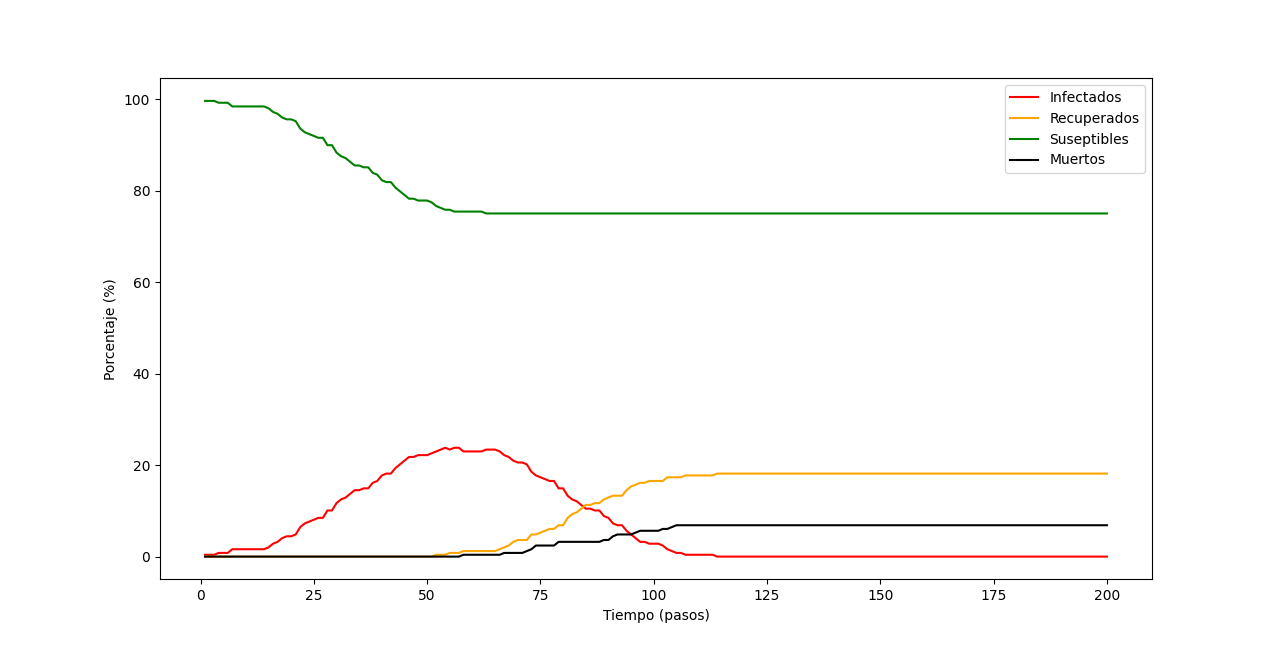 Infectados
Recuperados
Suseptibles
Muertos
100
80
60
40
20
0
Porcentaje (%)
0 25 50 75 100 125 150 175 200
Tiempo (pasos)